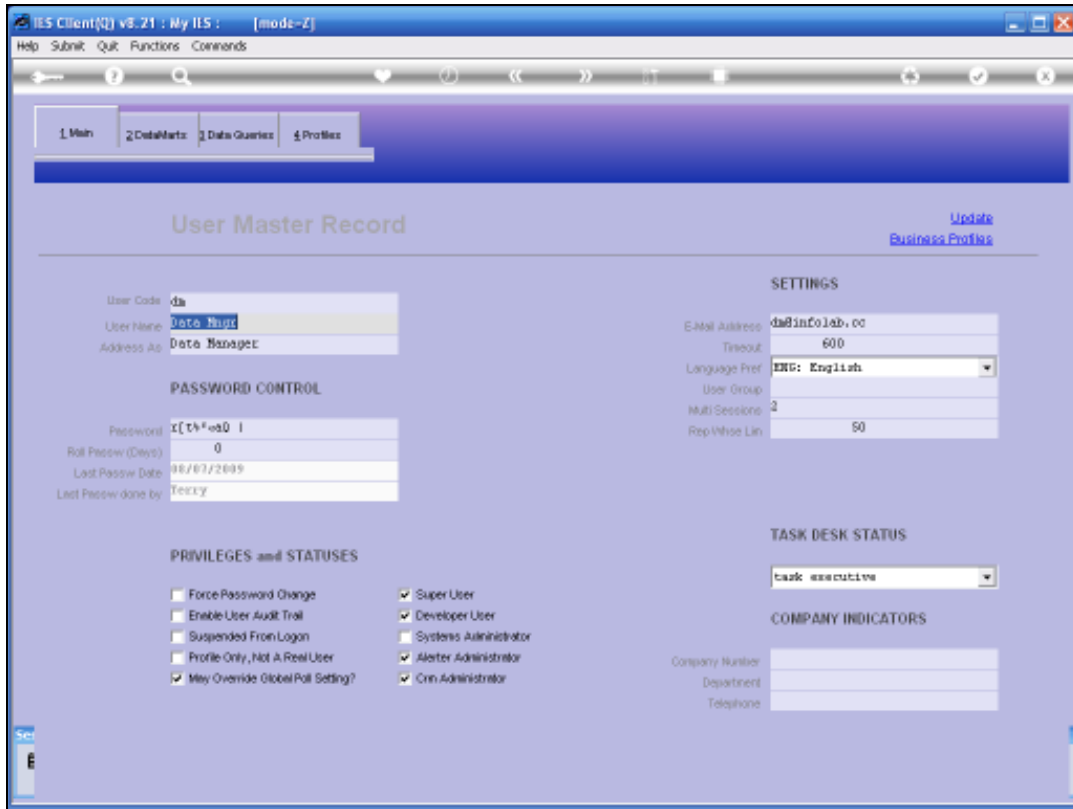 IES Client(Q) v8.21 : My IES : [mode=Z]
Help Submit Quit Functions Commands
1 Main 2 DataMarts 3 Data Queries 4 Profiles
User Master Record
Update
Business Profiles
User Code dm
User Name Data Mngr
Address As Data Manager
PASSWORD CONTROL
Password
Roll Passw (Days) 0
Last Passw Date 08/07/2009
Last Passw done by Terry
PRIVILEGES and STATUSES
Force Password Change
Enable User Audit Trail
Suspended From Logon
Profile Only, Not A Real User
May Override Global Poll Setting?
Super User
Developer User
Systems Administrator
Alerter Administrator
Crm Administrator
SETTINGS
E-Mail Address dm@infolab.cc
Timeout 600
Language Pref ENG: English
User Group
Multi Sessions 2
Rep Whse Lim 50
TASK DESK STATUS
task executive
COMPANY INDICATORS
Company Number
Department
Telephone